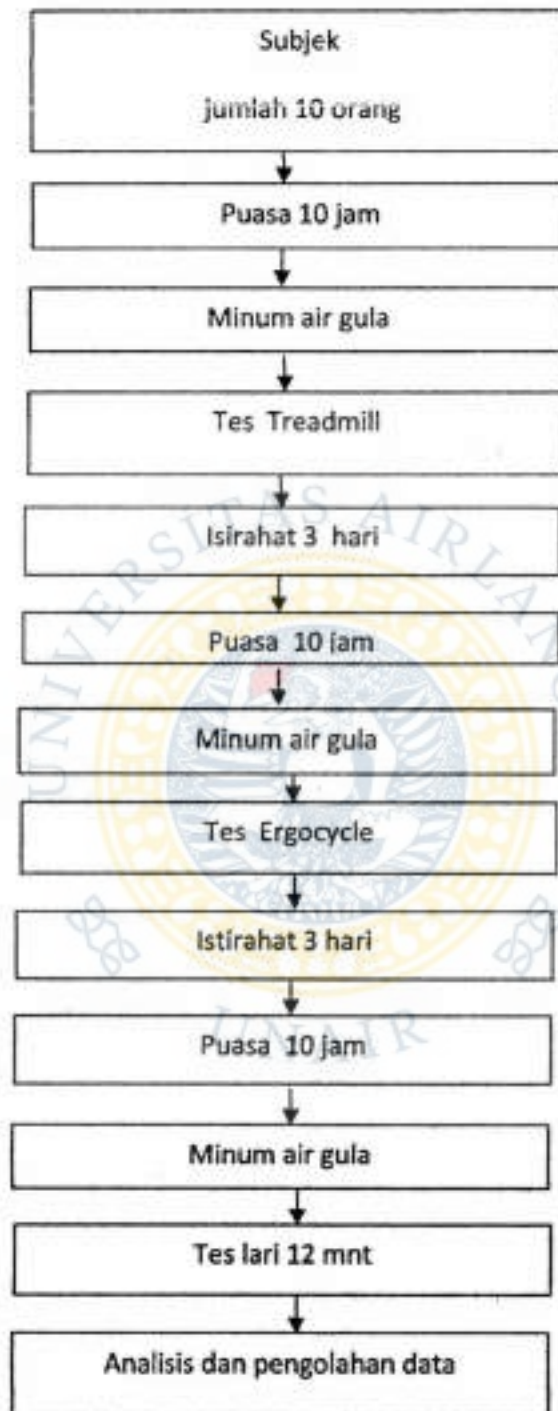 Subjek
jumlah 10 orang
Puasa 10 jam
Minum air gula
Tes Treadmill
Isirahat 3 hari
Puasa 10 jam
Minum air gula
Tes Ergocycle
Istirahat 3 hari
Puasa 10 jam
Minum air gula
Tes lari 12 mnt
Analisis dan pengolahan data
UNIVERSITAS AIRLAN
UNAIR